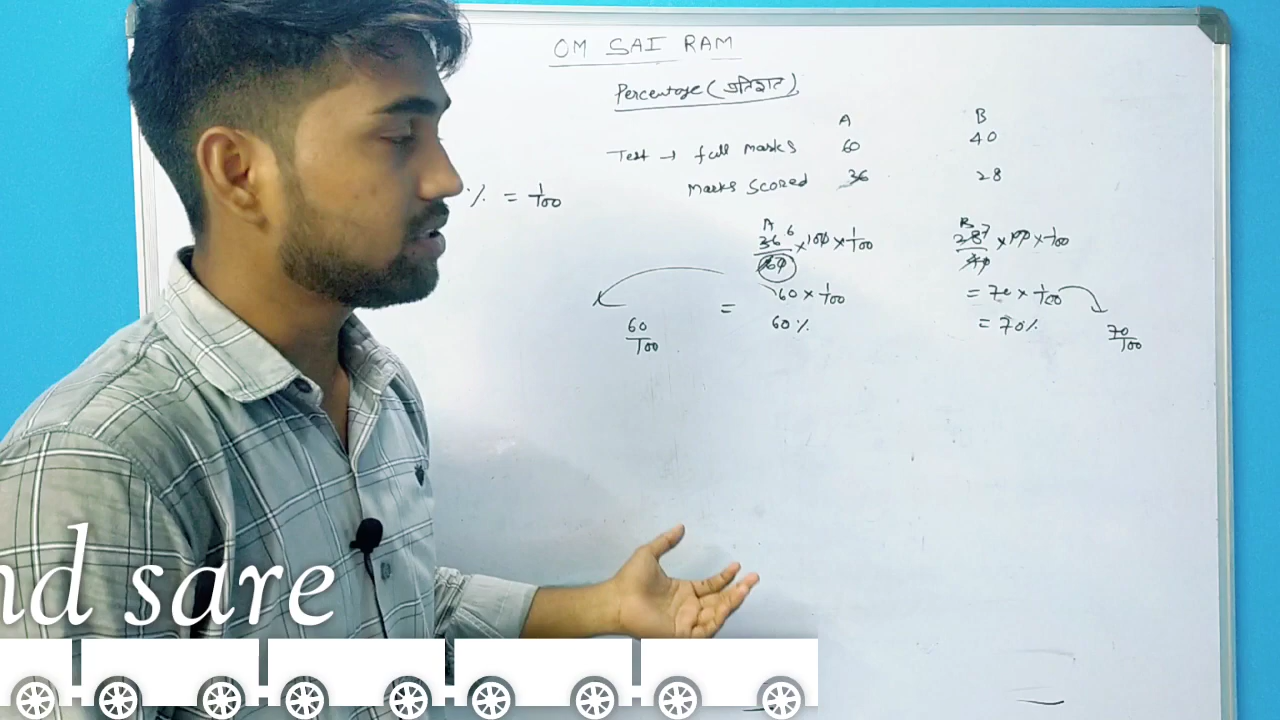 OM SAI RAM
Percentage (प्रतिशत)
A B
Test → full marks 60 40
Marks Scored 36 28
% = 1/100
A B
36 6/60 × 100 × 1/100 28 7/40 × 100 × 1/100
= 60 × 1/100 = 70 × 1/100
60/100 60% = 70% 70/100
nd sare